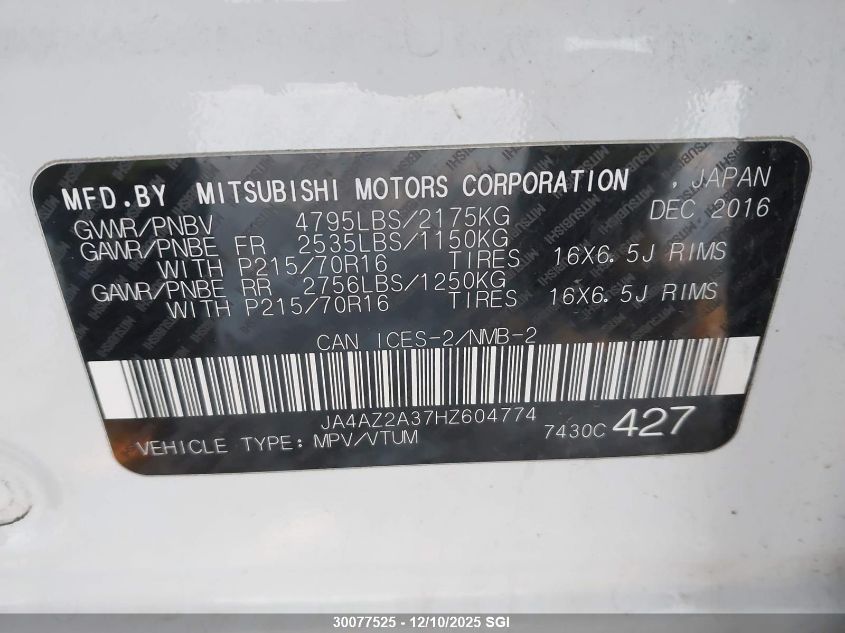 MFD.BY MITSUBISHI MOTORS CORPORATION , JAPAN
GVWR/PNBV 4795LBS/2175KG DEC 2016
GAWR/PNBE FR 2535LBS/1150KG
WITH P215/70R16 TIRES 16X6.5J RIMS
GAWR/PNBE RR 2756LBS/1250KG
WITH P215/70R16 TIRES 16X6.5J RIMS
CAN ICES-2/NMB-2
JA4AZ2A37HZ604774
VEHICLE TYPE: MPV/VTUM 7430C 427
30077525 - 12/10/2025 SGI